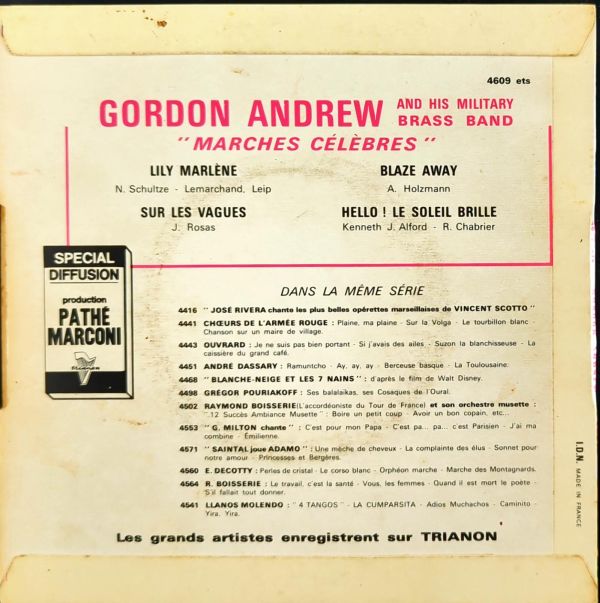 4609 ets
GORDON ANDREW AND HIS MILITARY BRASS BAND
"MARCHES CÉLÈBRES"
LILY MARLÈNE
N. Schultze - Lemarchand, Leip
BLAZE AWAY
A. Holzmann
SUR LES VAGUES
J. Rosas
HELLO ! LE SOLEIL BRILLE
Kenneth J. Alford - R. Chabrier
SPECIAL
DIFFUSION
production
PATHÉ
MARCONI
trianon
DANS LA MÊME SÉRIE
4416 "JOSE RIVERA chante les plus belles opérettes marseillaises de VINCENT SCOTTO"
4441 CHŒURS DE L'ARMÉE ROUGE : Plaine, ma plaine - Sur la Volga - Le tourbillon blanc -
Chanson sur un maire de village.
4443 OUVRARD : Je ne suis pas bien portant - Si j'avais des ailes - Suzon la blanchisseuse - La
caissière du grand café.
4451 ANDRÉ DASSARY : Ramuntcho - Ay, ay, ay - Berceuse basque - La Toulousaine.
4468 "BLANCHE-NEIGE ET LES 7 NAINS" : d'après le film de Walt Disney.
4498 GRÉGOR POURIAKOFF : Ses balalaïkas, ses Cosaques de l'Oural.
4502 RAYMOND BOISSERIE (L'accordéoniste du Tour de France) et son orchestre musette :
"12 Succès Ambiance Musette" : Boire un petit coup - Avoir un bon copain, etc...
4553 "G. MILTON chante" : C'est pour mon Papa - C'est pa... pa... c'est Parisien - J'ai ma
combine - Émilienne.
4571 "SAINTAL joue ADAMO" : Une mèche de cheveux - La complainte des élus - Sonnet pour
notre amour - Princesses et Bergères.
4560 E. DECOTTY : Perles de cristal - Le corso blanc - Orphéon marche - Marche des Montagnards.
4564 R. BOISSERIE : Le travail, c'est la santé - Vous, les femmes - Quand il est mort le poète -
S'il fallait tout donner.
4541 LLANOS MOLENDO : "4 TANGOS" - LA CUMPARSITA - Adios Muchachos - Caminito -
Yira, Yira.
Les grands artistes enregistrent sur TRIANON
I.D.N. MADE IN FRANCE